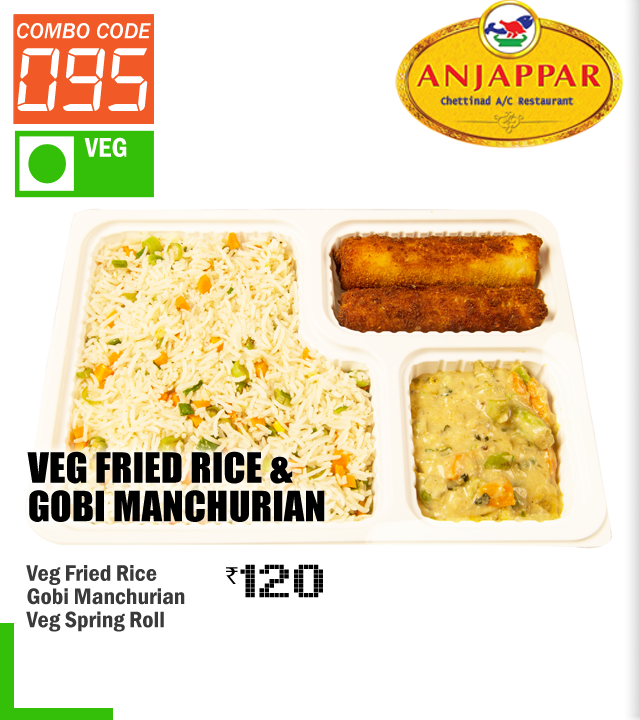 COMBO CODE
095
VEG
ANJAPPAR
Chettinad A/C Restaurant
VEG FRIED RICE &
GOBI MANCHURIAN
Veg Fried Rice
₹120
Gobi Manchurian
Veg Spring Roll